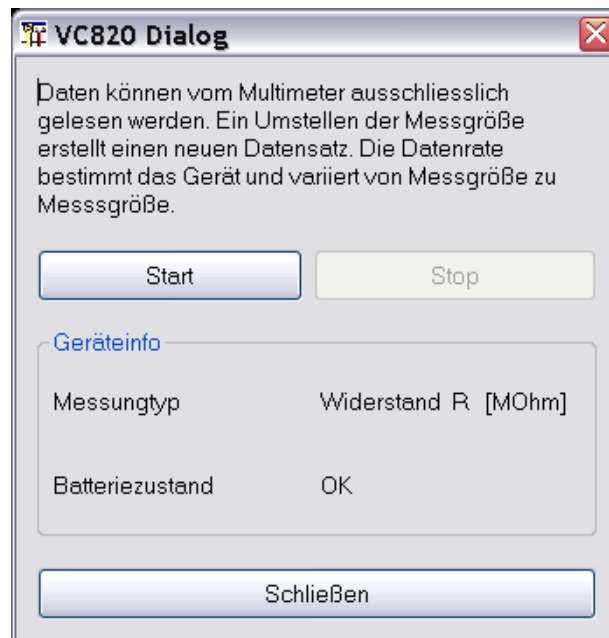 VC820 Dialog
Daten können vom Multimeter ausschliesslich
gelesen werden. Ein Umstellen der Messgröße
erstellt einen neuen Datensatz. Die Datenrate
bestimmt das Gerät und variiert von Messgröße zu
Messsgröße.
Start Stop
Geräteinfo
Messungtyp Widerstand R [MOhm]
Batteriezustand OK
Schließen